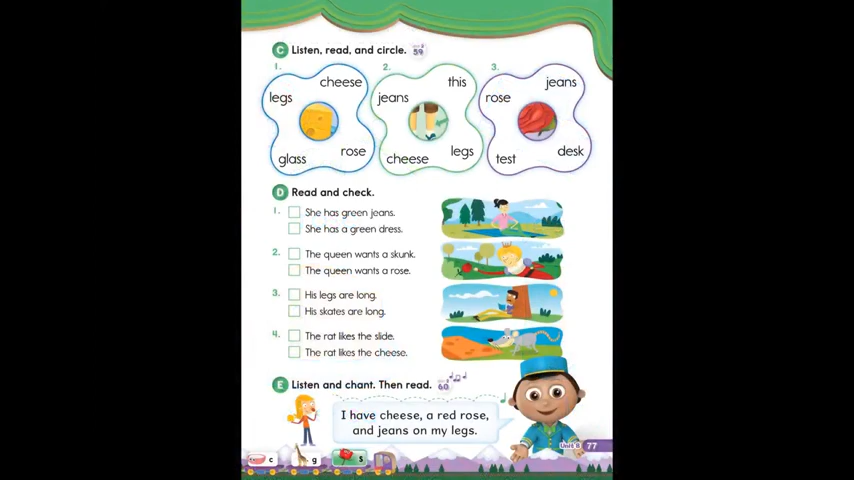 C Listen, read, and circle. 59
1. cheese legs glass rose
2. this jeans cheese legs
3. jeans rose test desk
D Read and check.
1. She has green jeans.
She has a green dress.
2. The queen wants a skunk.
The queen wants a rose.
3. His legs are long.
His skates are long.
4. The rat likes the slide.
The rat likes the cheese.
E Listen and chant. Then read. 60
I have cheese, a red rose,
and jeans on my legs.
Unit 8 77
c g s